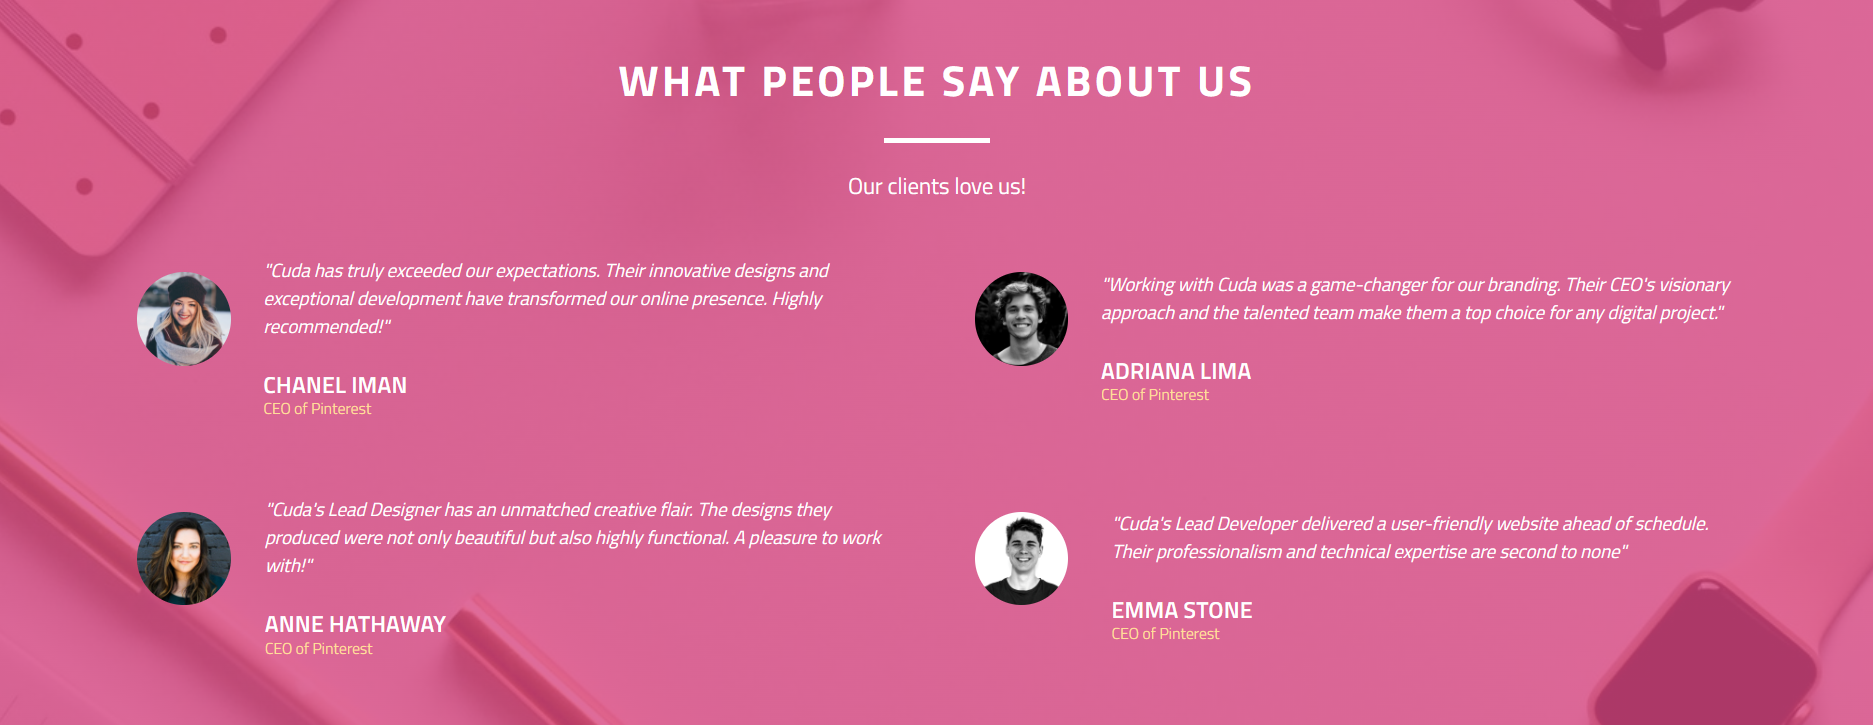 WHAT PEOPLE SAY ABOUT US
Our clients love us!
"Cuda has truly exceeded our expectations. Their innovative designs and
exceptional development have transformed our online presence. Highly
recommended!"
CHANEL IMAN
CEO of Pinterest
"Working with Cuda was a game-changer for our branding. Their CEO's visionary
approach and the talented team make them a top choice for any digital project."
ADRIANA LIMA
CEO of Pinterest
"Cuda's Lead Designer has an unmatched creative flair. The designs they
produced were not only beautiful but also highly functional. A pleasure to work
with!"
ANNE HATHAWAY
CEO of Pinterest
"Cuda's Lead Developer delivered a user-friendly website ahead of schedule.
Their professionalism and technical expertise are second to none"
EMMA STONE
CEO of Pinterest